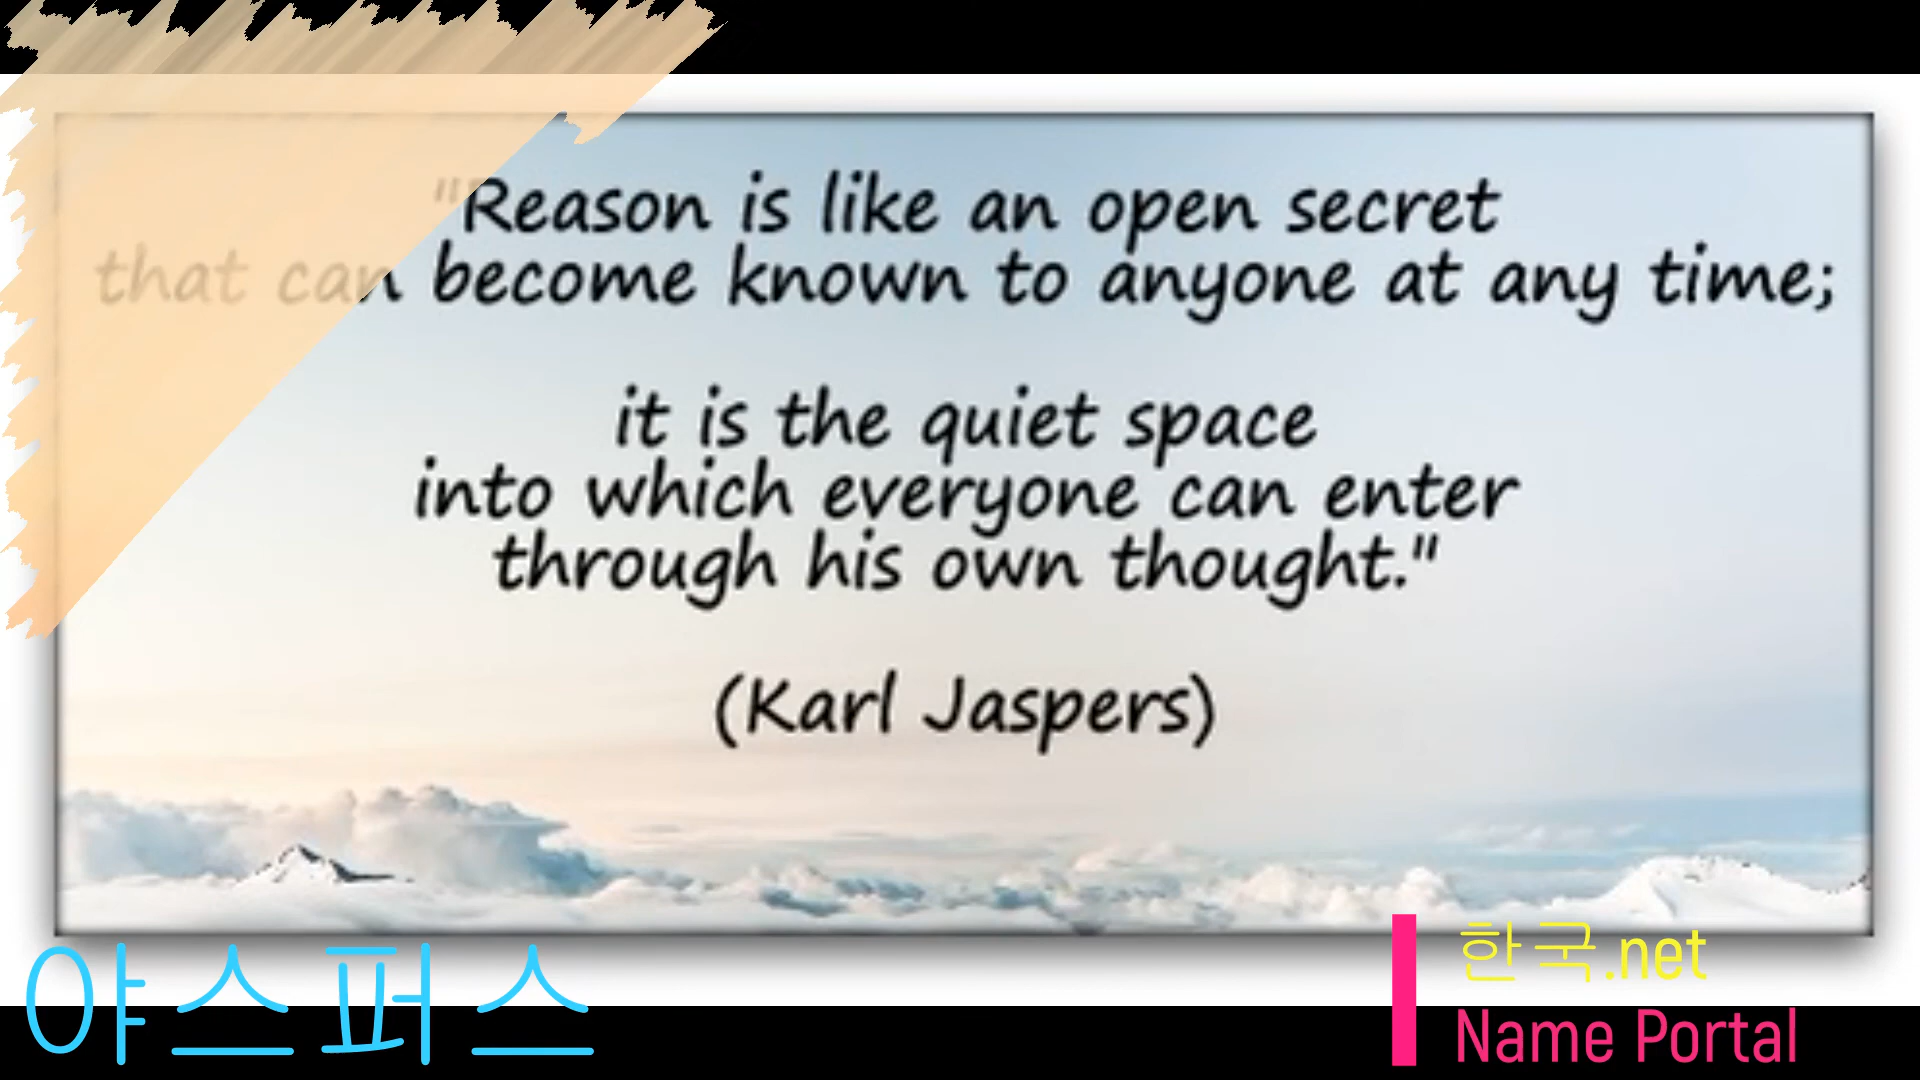 "Reason is like an open secret
that can become known to anyone at any time;
it is the quiet space
into which everyone can enter
through his own thought."
(Karl Jaspers)
야스퍼스
한국.net
Name Portal